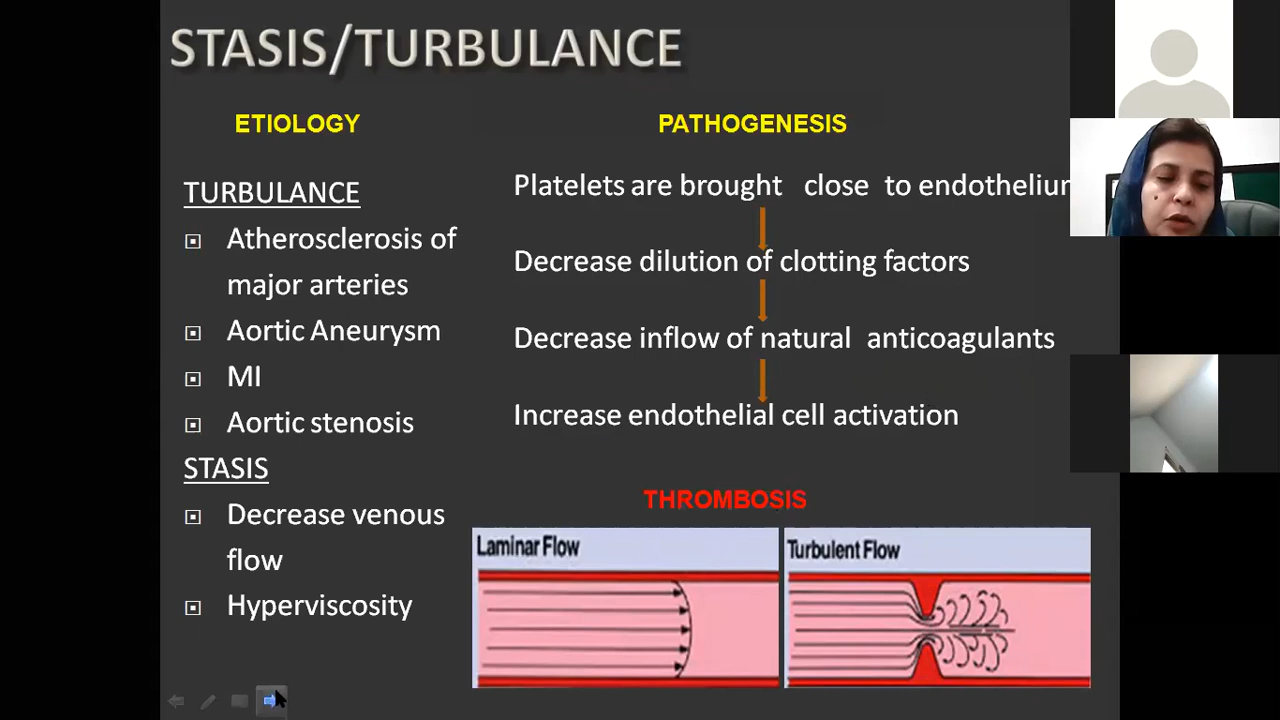 STASIS/TURBULANCE
ETIOLOGY
TURBULANCE
Atherosclerosis of
major arteries
Aortic Aneurysm
MI
Aortic stenosis
STASIS
Decrease venous
flow
Hyperviscosity
PATHOGENESIS
Platelets are brought close to
Decrease dilution of clotting factors
Decrease inflow of natural anticoagulants
Increase endothelial cell activation
THROMBOSIS
Laminar Flow
Turbulent Flow